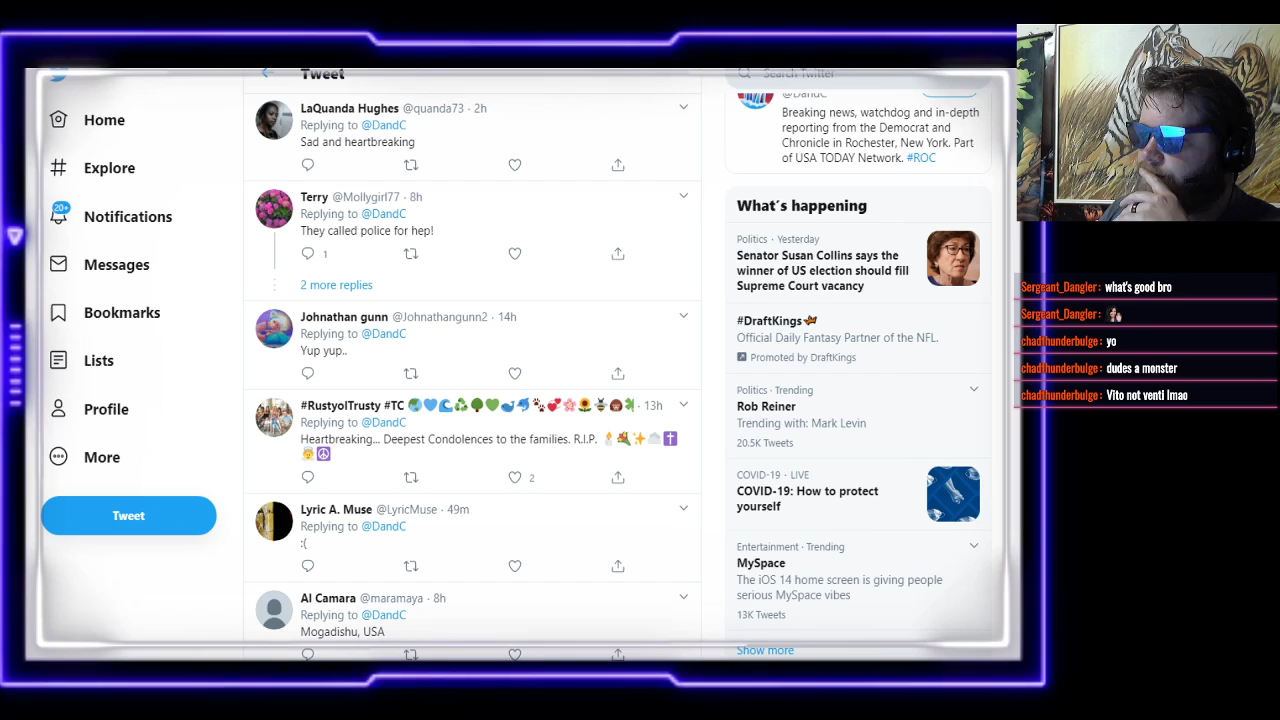 Tweet
Search Twitter
Home
Explore
20+
Notifications
Messages
Bookmarks
Lists
Profile
More
Tweet
LaQuanda Hughes @quanda73 · 2h
Replying to @DandC
Sad and heartbreaking
Terry @Mollygirl77 · 8h
Replying to @DandC
They called police for hep!
1
2 more replies
Johnathan gunn @Johnathangunn2 · 14h
Replying to @DandC
Yup yup..
#RustyolTrusty #TC 🌏💙🌊♻️🌳💚🐋🐬🐾💞🌸🌻🐝🦔🍀 · 13h
Replying to @DandC
Heartbreaking... Deepest Condolences to the families. R.I.P.
2
Lyric A. Muse @LyricMuse · 49m
Replying to @DandC
:(
Al Camara @maramaya · 8h
Replying to @DandC
Mogadishu, USA
@DandC
Breaking news, watchdog and in-depth
reporting from the Democrat and
Chronicle in Rochester, New York. Part
of USA TODAY Network. #ROC
What's happening
Politics · Yesterday
Senator Susan Collins says the
winner of US election should fill
Supreme Court vacancy
#DraftKings
Official Daily Fantasy Partner of the NFL.
Promoted by DraftKings
Politics · Trending
Rob Reiner
Trending with: Mark Levin
20.5K Tweets
COVID-19 · LIVE
COVID-19: How to protect
yourself
Entertainment · Trending
MySpace
The iOS 14 home screen is giving people
serious MySpace vibes
13K Tweets
Show more
Sergeant_Dangler: what's good bro
Sergeant_Dangler:
chadthunderbulge: yo
chadthunderbulge: dudes a monster
chadthunderbulge: Vito not venti lmao